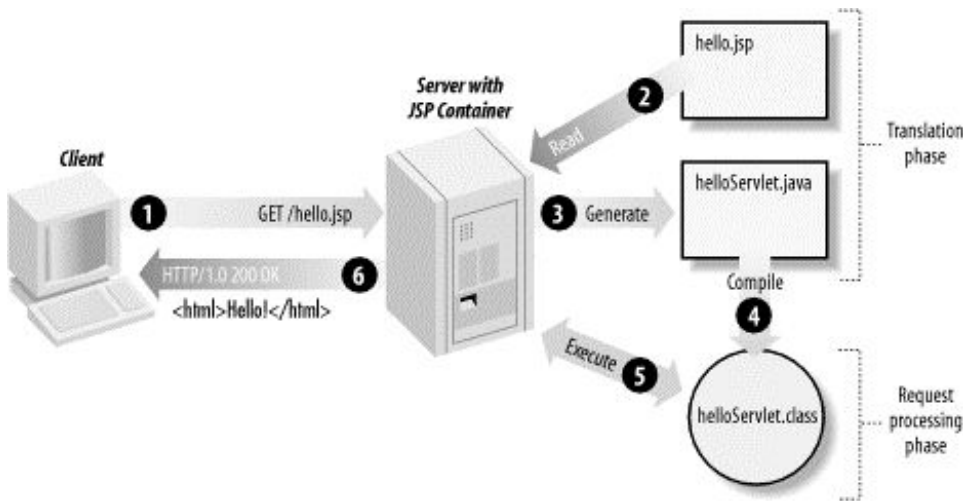 hello.jsp
Server with
JSP Container
2
Read
Translation
phase
Client
helloServlet.java
1
GET /hello.jsp
3
Generate
HTTP/1.0 200 OK
6
Compile
<html>Hello!</html>
4
Execute
5
Request
processing
phase
helloServlet.class